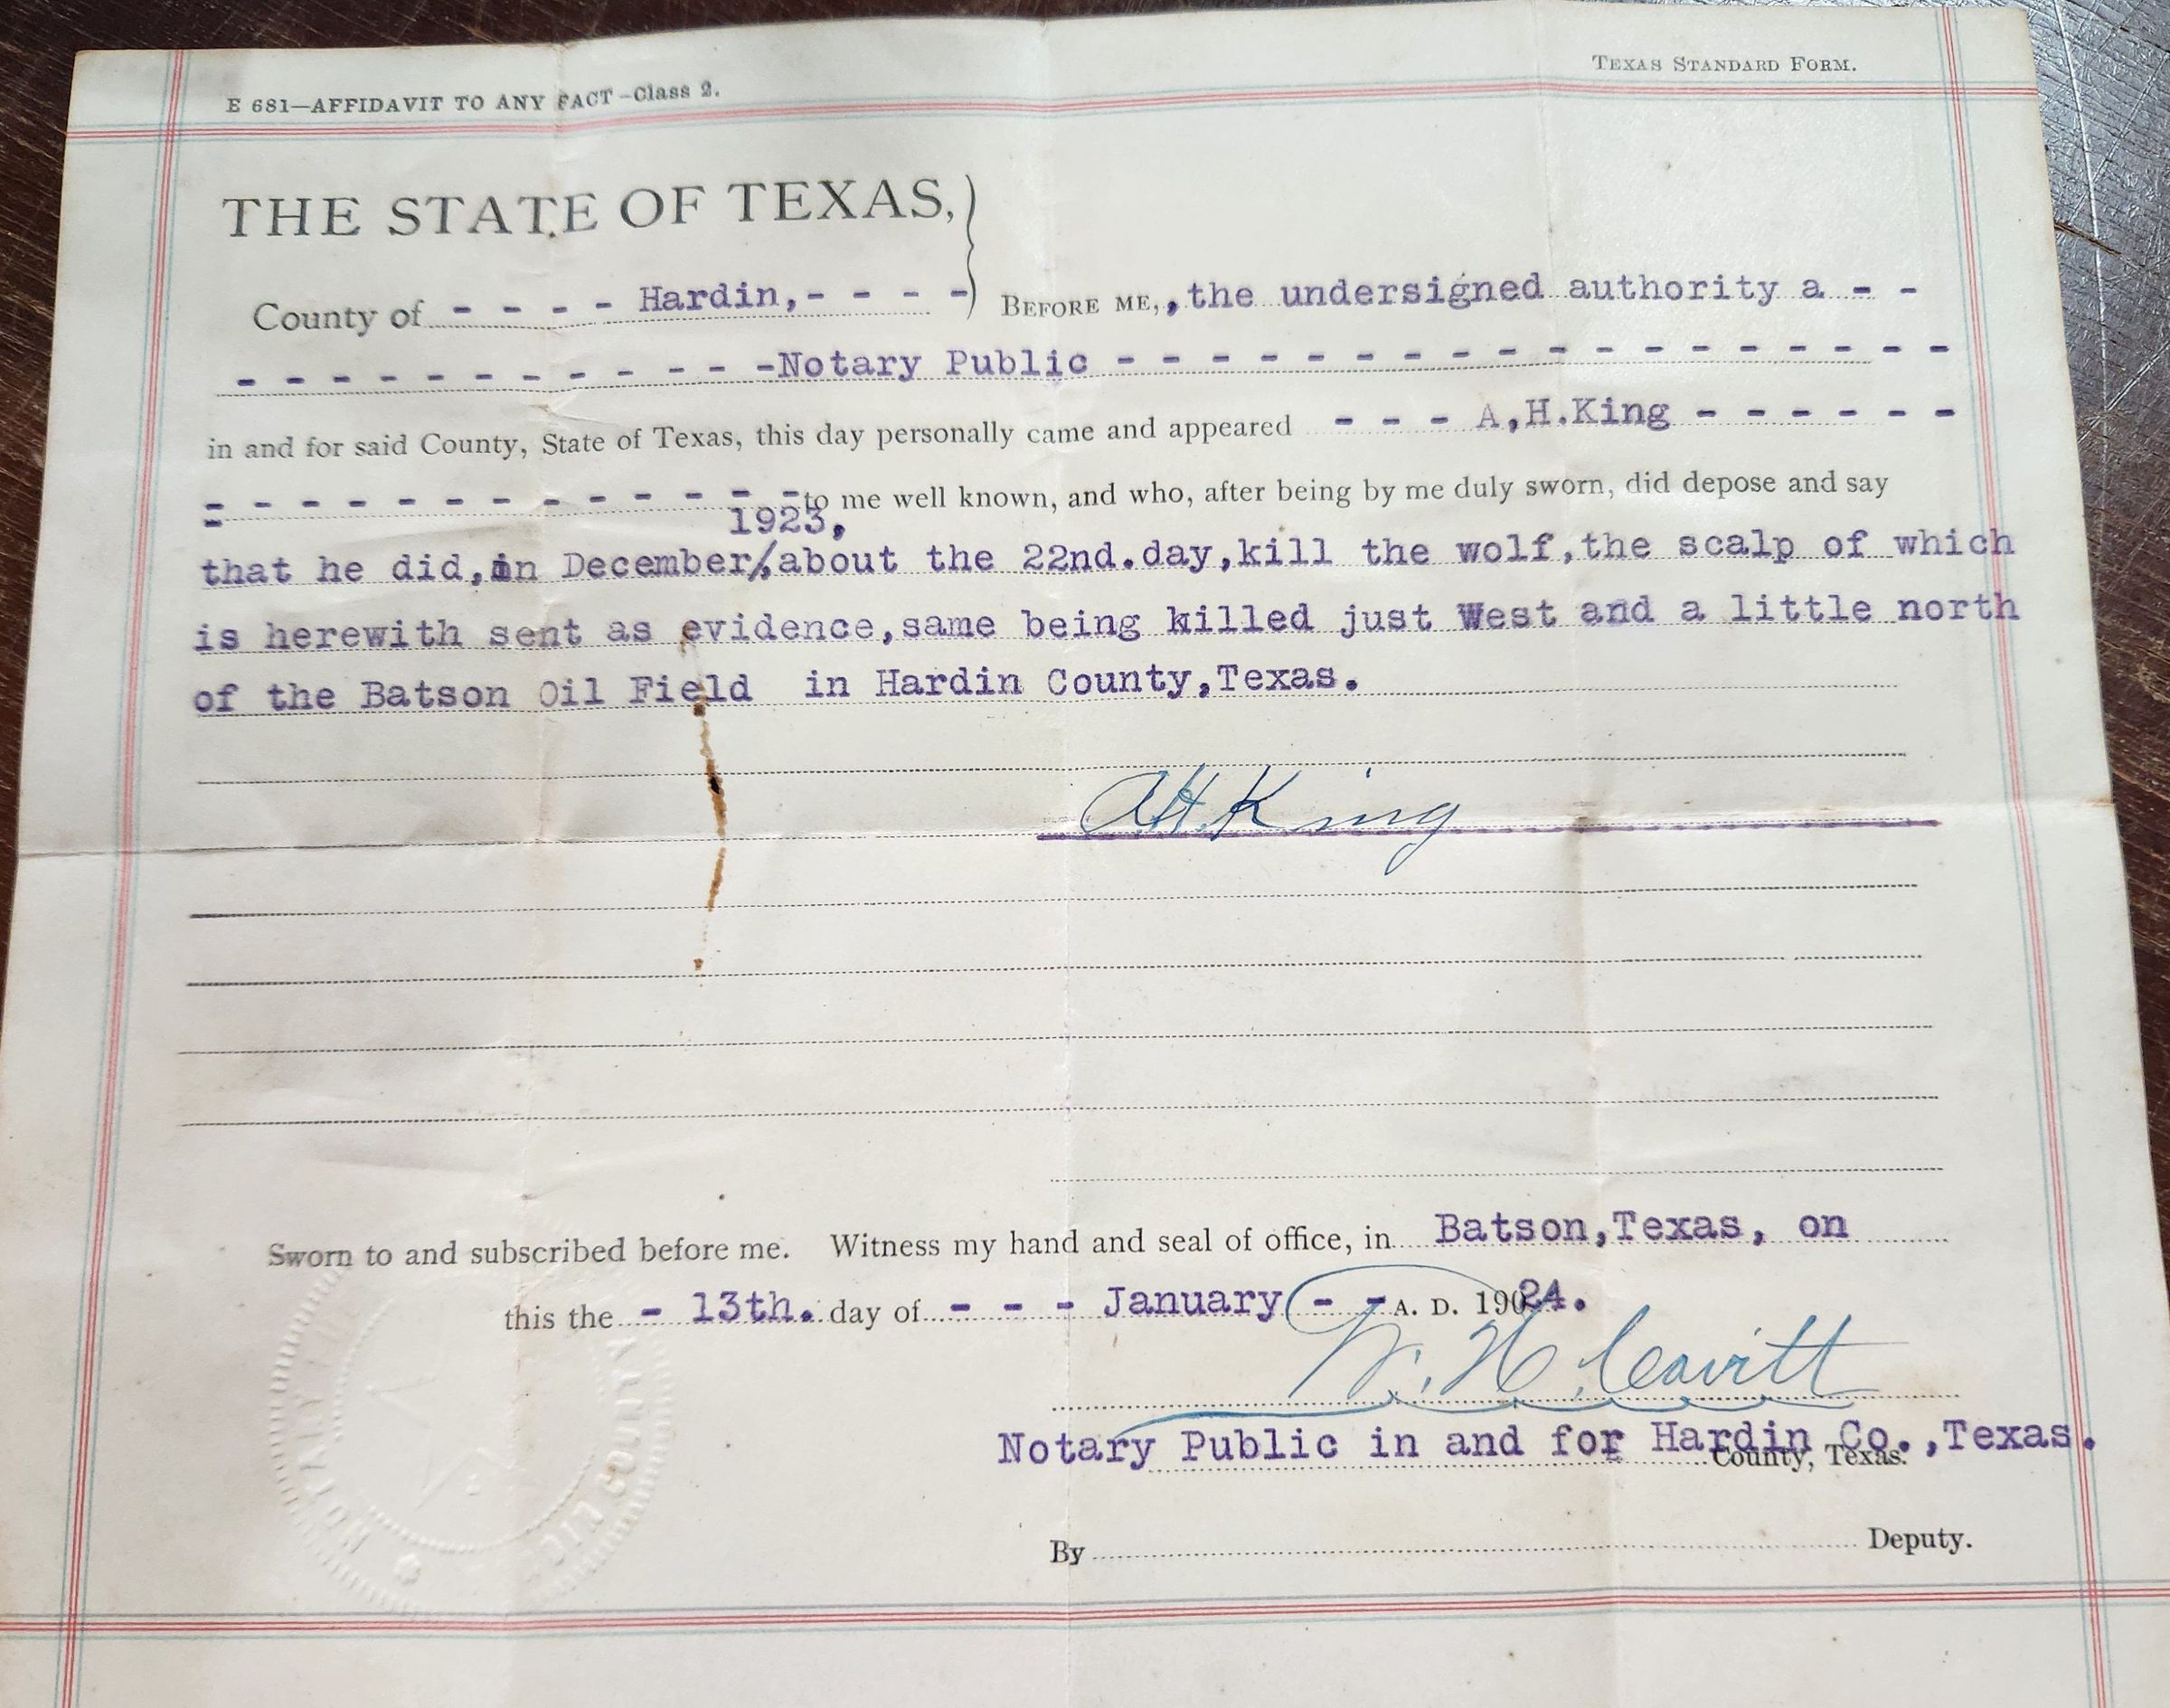 E 681—AFFIDAVIT TO ANY FACT—Class 2.
TEXAS STANDARD FORM.
THE STATE OF TEXAS,
County of - - - - Hardin,- - - - BEFORE ME,,the undersigned authority a - -
- - - - - - - - - - - -Notary Public - - - - - - - - - - - - - - - - - -
in and for said County, State of Texas, this day personally came and appeared - - - A,H.King - - - - - -
- - - - - - - - - - - - -to me well known, and who, after being by me duly sworn, did depose and say
1923,
that he did,in December/,about the 22nd.day,kill the wolf,the scalp of which
is herewith sent as evidence,same being killed just West and a little north
of the Batson Oil Field in Hardin County,Texas.
A.H. King
Sworn to and subscribed before me. Witness my hand and seal of office, in Batson,Texas, on
this the - 13th. day of - - - January - - A. D. 19024.
W. H. Leavitt
Notary Public in and for Hardin Co.,Texas.
County, Texas.
By Deputy.
NOTARY
HARDIN COUNTY